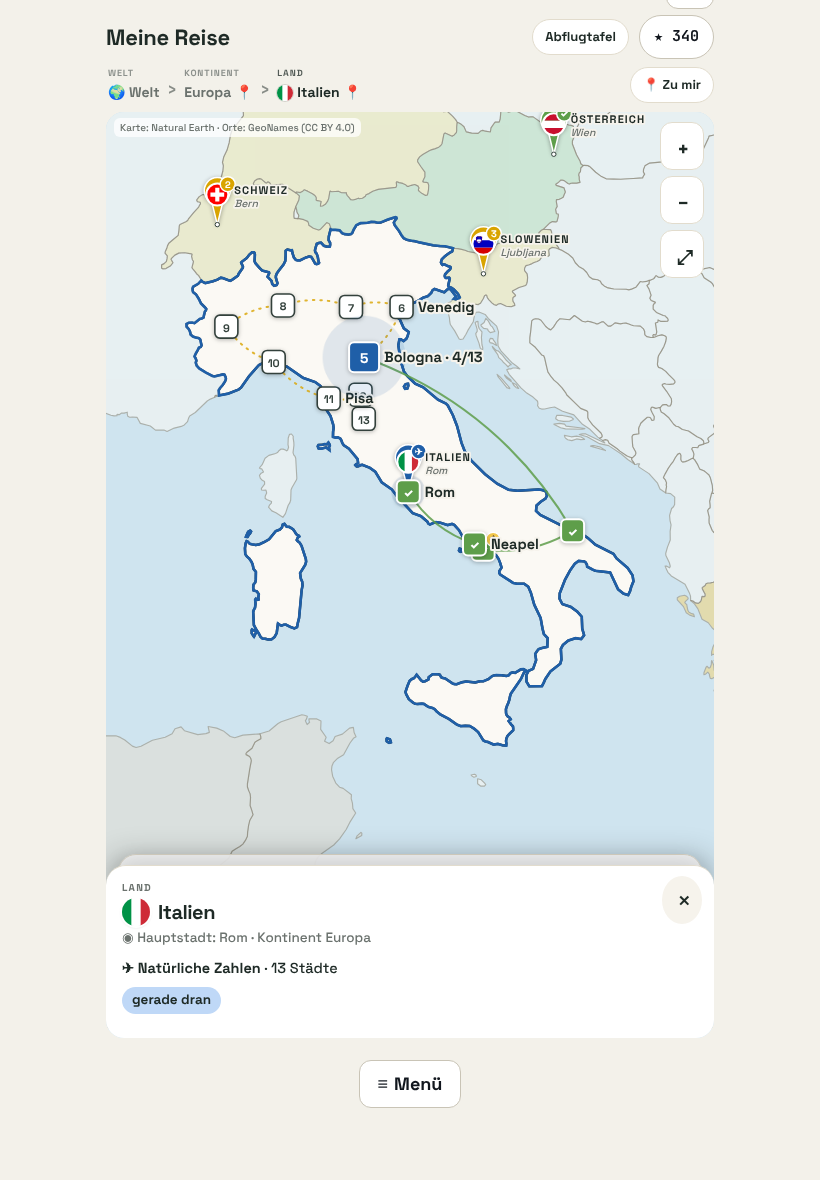 Meine Reise
Abflugtafel
★ 340
WELT
KONTINENT
LAND
🌍 Welt > Europa 📍 > Italien 📍
📍 Zu mir
Karte: Natural Earth · Orte: GeoNames (CC BY 4.0)
ÖSTERREICH
Wien
+
2
SCHWEIZ
Bern
−
3
SLOWENIEN
Ljubljana
⤢
8
7
6 Venedig
9
5 Bologna · 4/13
10
11 Pisa
13
ITALIEN
Rom
Rom
Neapel
LAND
Italien
✕
◉ Hauptstadt: Rom · Kontinent Europa
✈ Natürliche Zahlen · 13 Städte
gerade dran
≡ Menü